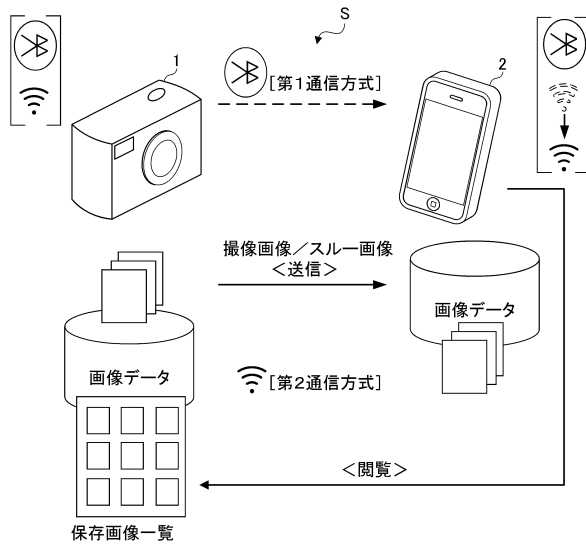 S
1
[第1通信方式]
2
撮像画像／スルー画像
＜送信＞
画像データ
画像データ
[第2通信方式]
＜閲覧＞
保存画像一覧